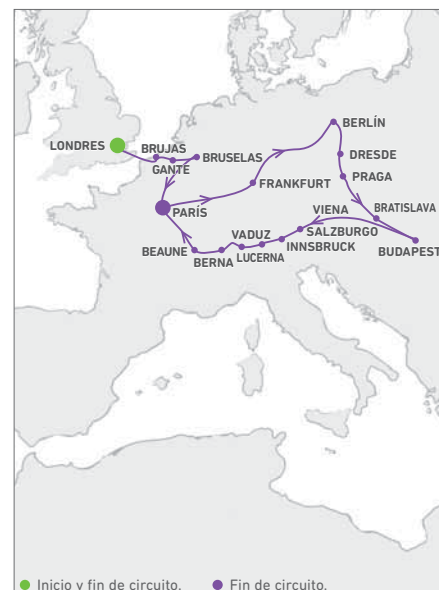 BERLÍN
LONDRES
BRUJAS
GANTE
BRUSELAS
DRESDE
PRAGA
FRANKFURT
PARÍS
VIENA
BRATISLAVA
SALZBURGO
VADUZ
INNSBRUCK
BUDAPEST
BEAUNE
BERNA
LUCERNA
Inicio y fin de circuito.
Fin de circuito.